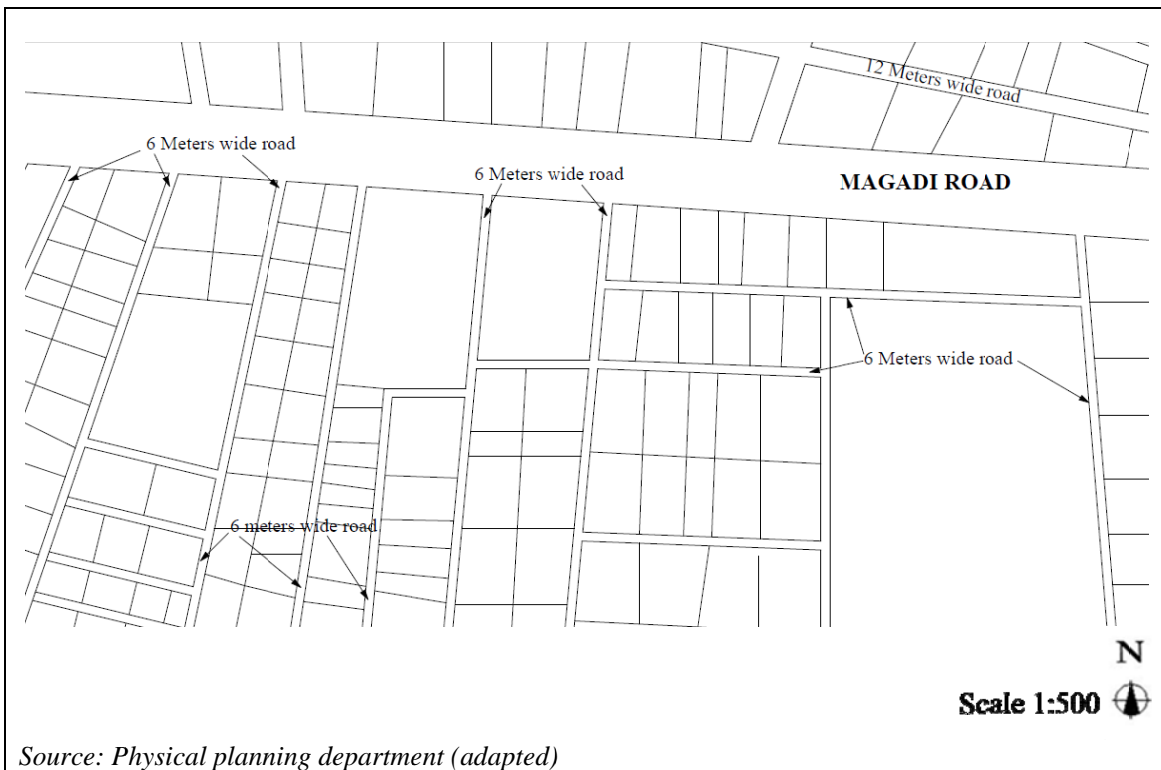 12 Meters wide road
6 Meters wide road
6 Meters wide road
MAGADI ROAD
6 Meters wide road
6 meters wide road
N
Scale 1:500
Source: Physical planning department (adapted)